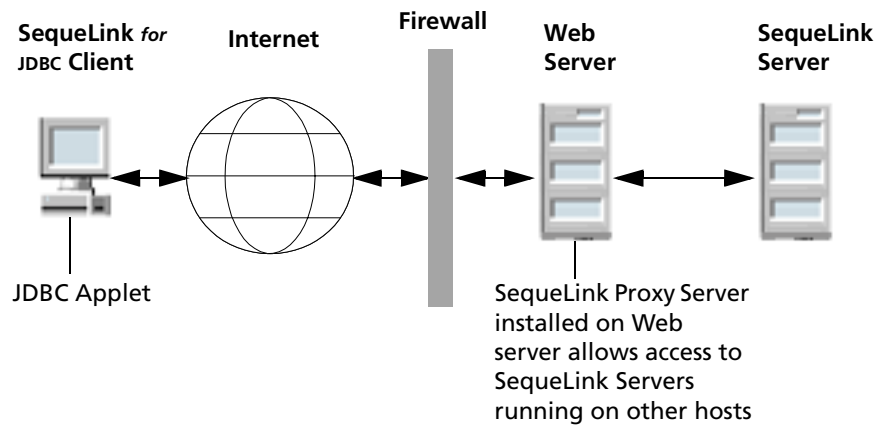 SequeLink for
JDBC Client
Internet
Firewall
Web
Server
SequeLink
Server
JDBC Applet
SequeLink Proxy Server
installed on Web
server allows access to
SequeLink Servers
running on other hosts